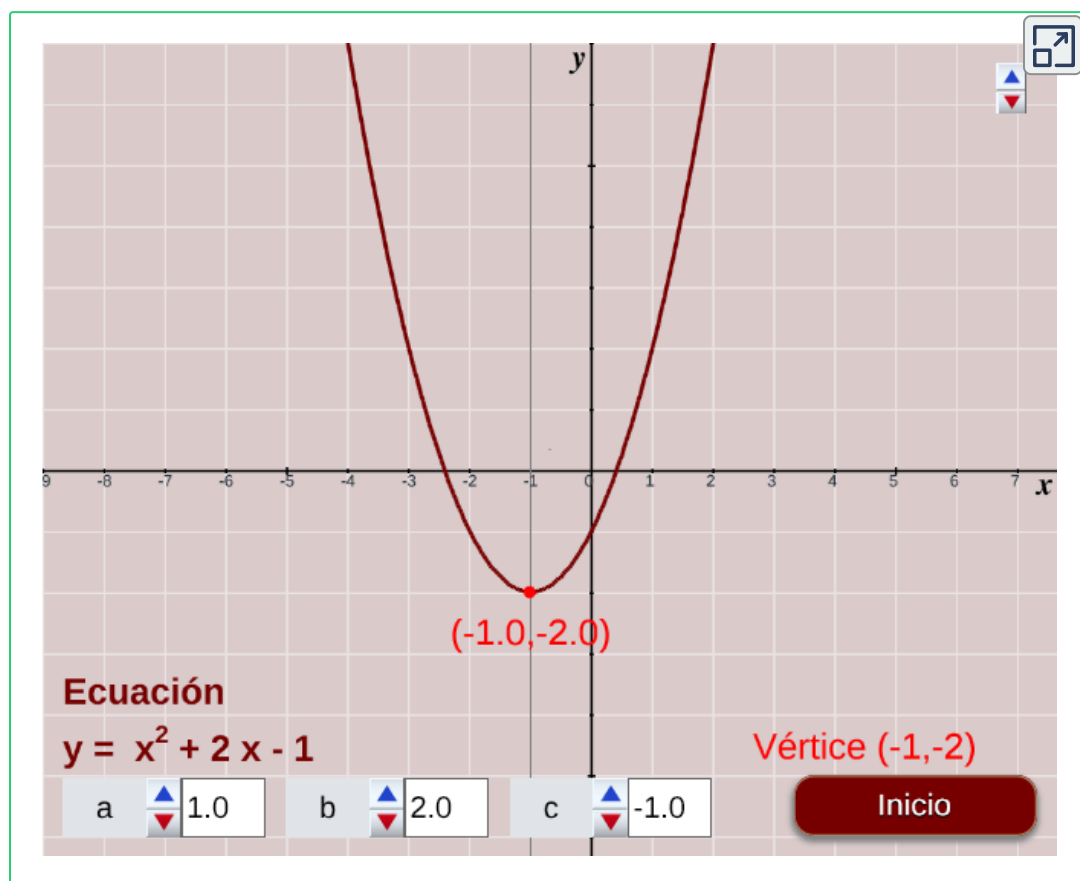 y
-9 -8 -7 -6 -5 -4 -3 -2 -1 0 1 2 3 4 5 6 7 x
(-1.0,-2.0)
Ecuación
y = x² + 2 x - 1
Vértice (-1,-2)
a 1.0 b 2.0 c -1.0 Inicio